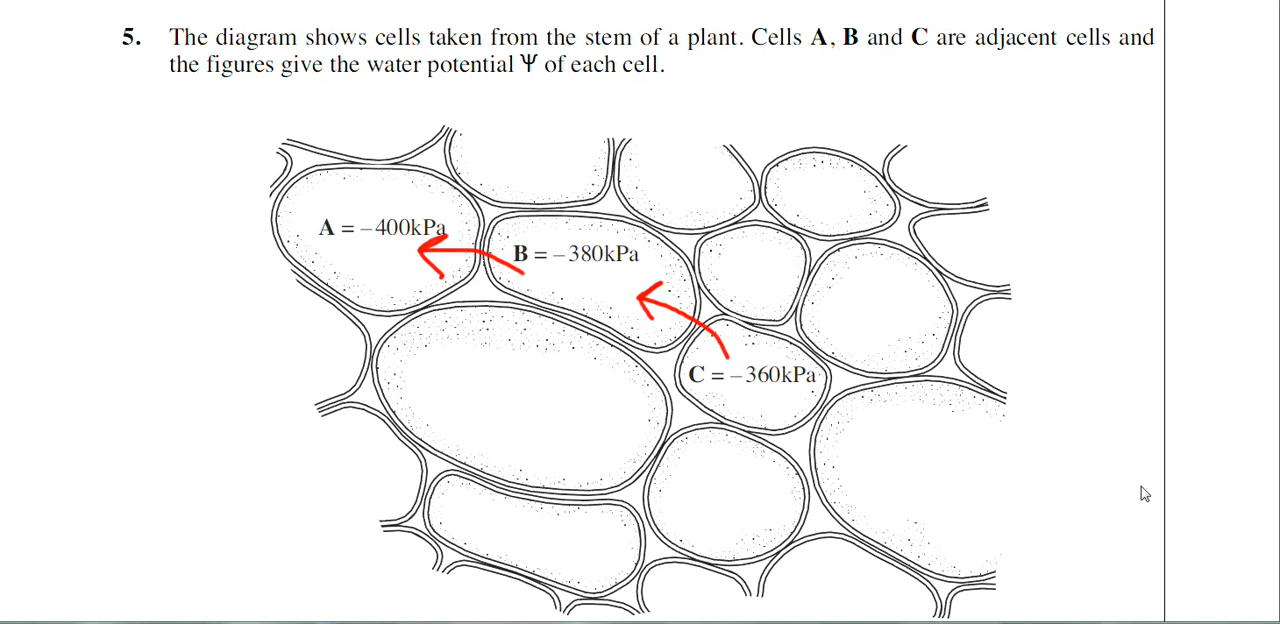 5. The diagram shows cells taken from the stem of a plant. Cells A, B and C are adjacent cells and
the figures give the water potential Ψ of each cell.
A = –400kPa
B = –380kPa
C = –360kPa